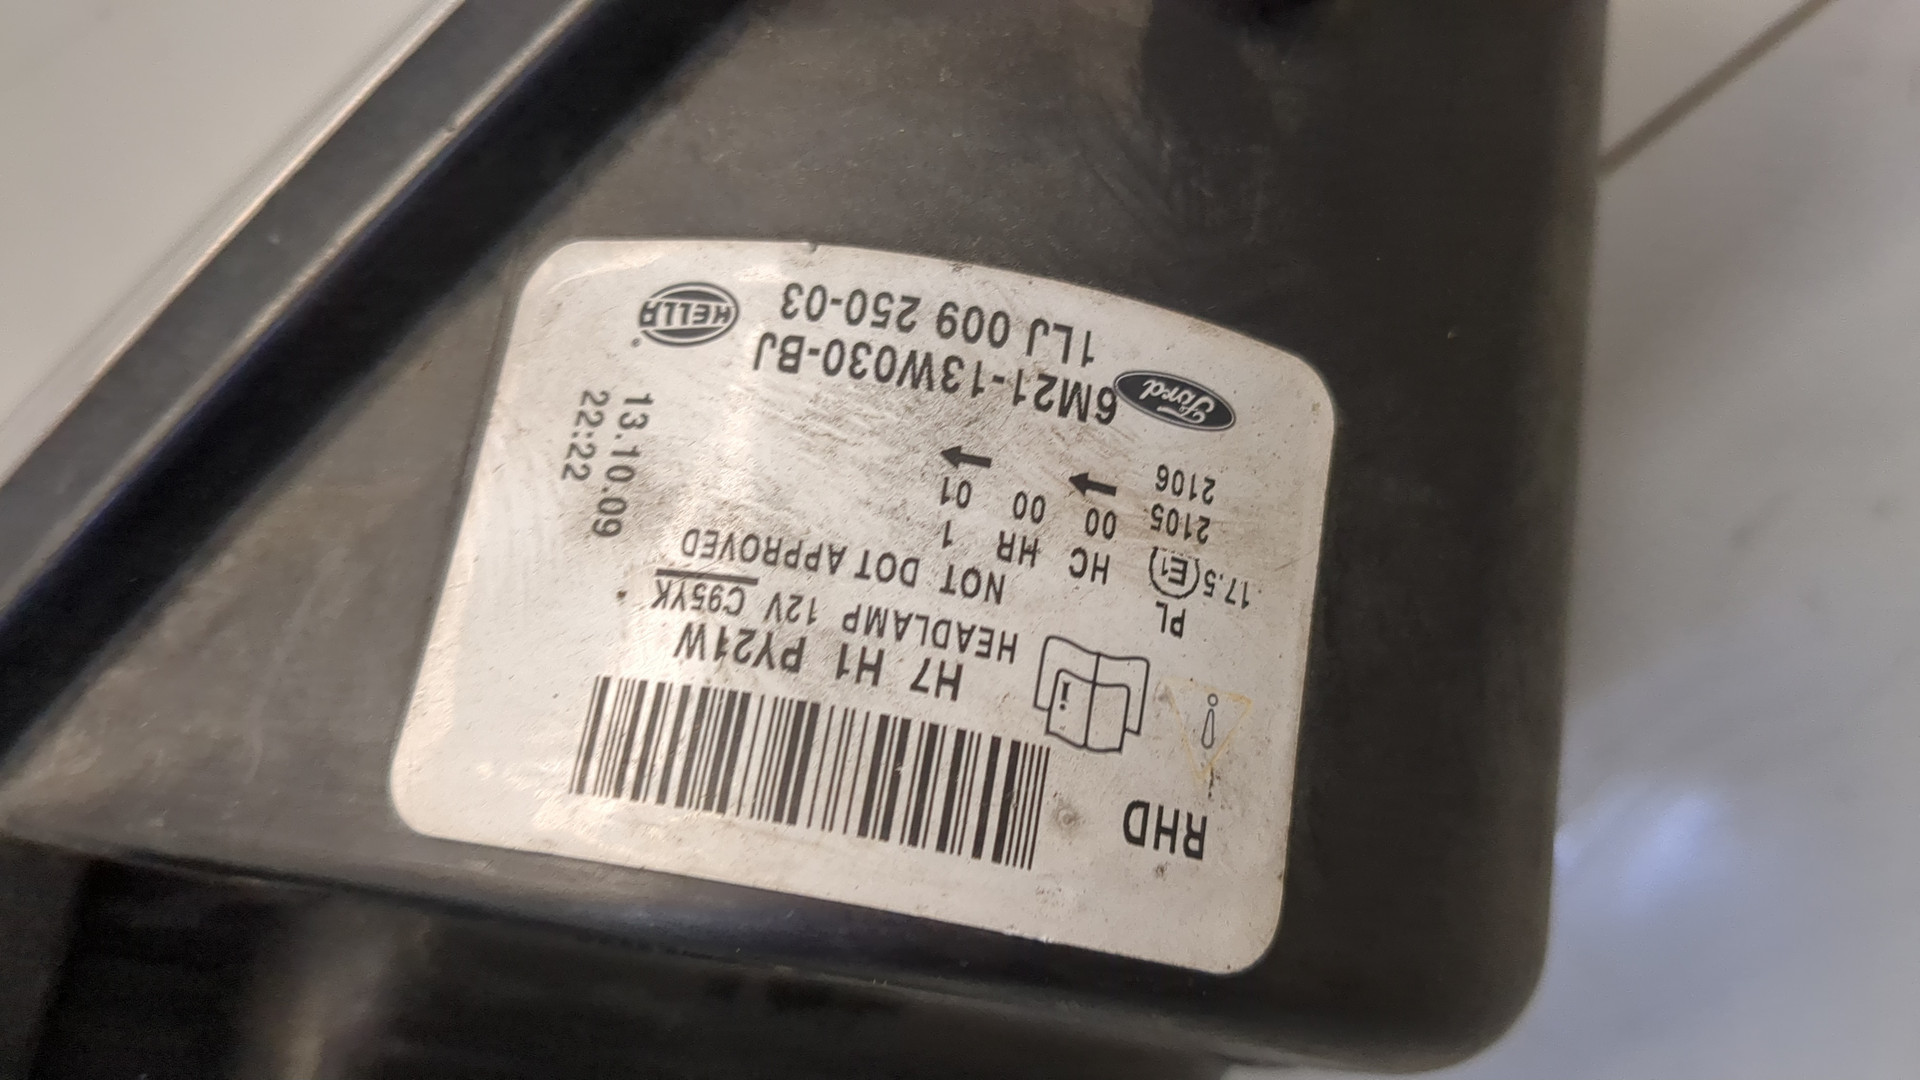 1LJ 009 250-03 HELLA
Ford 6M21-13W030-BJ
13.10.09
22:22
2106
2105 00 00 01
17.5 E1 HC HR 1
PL NOT DOT APPROVED
HEADLAMP 12V C95YK
H7 H1 PY21W
i
RHD